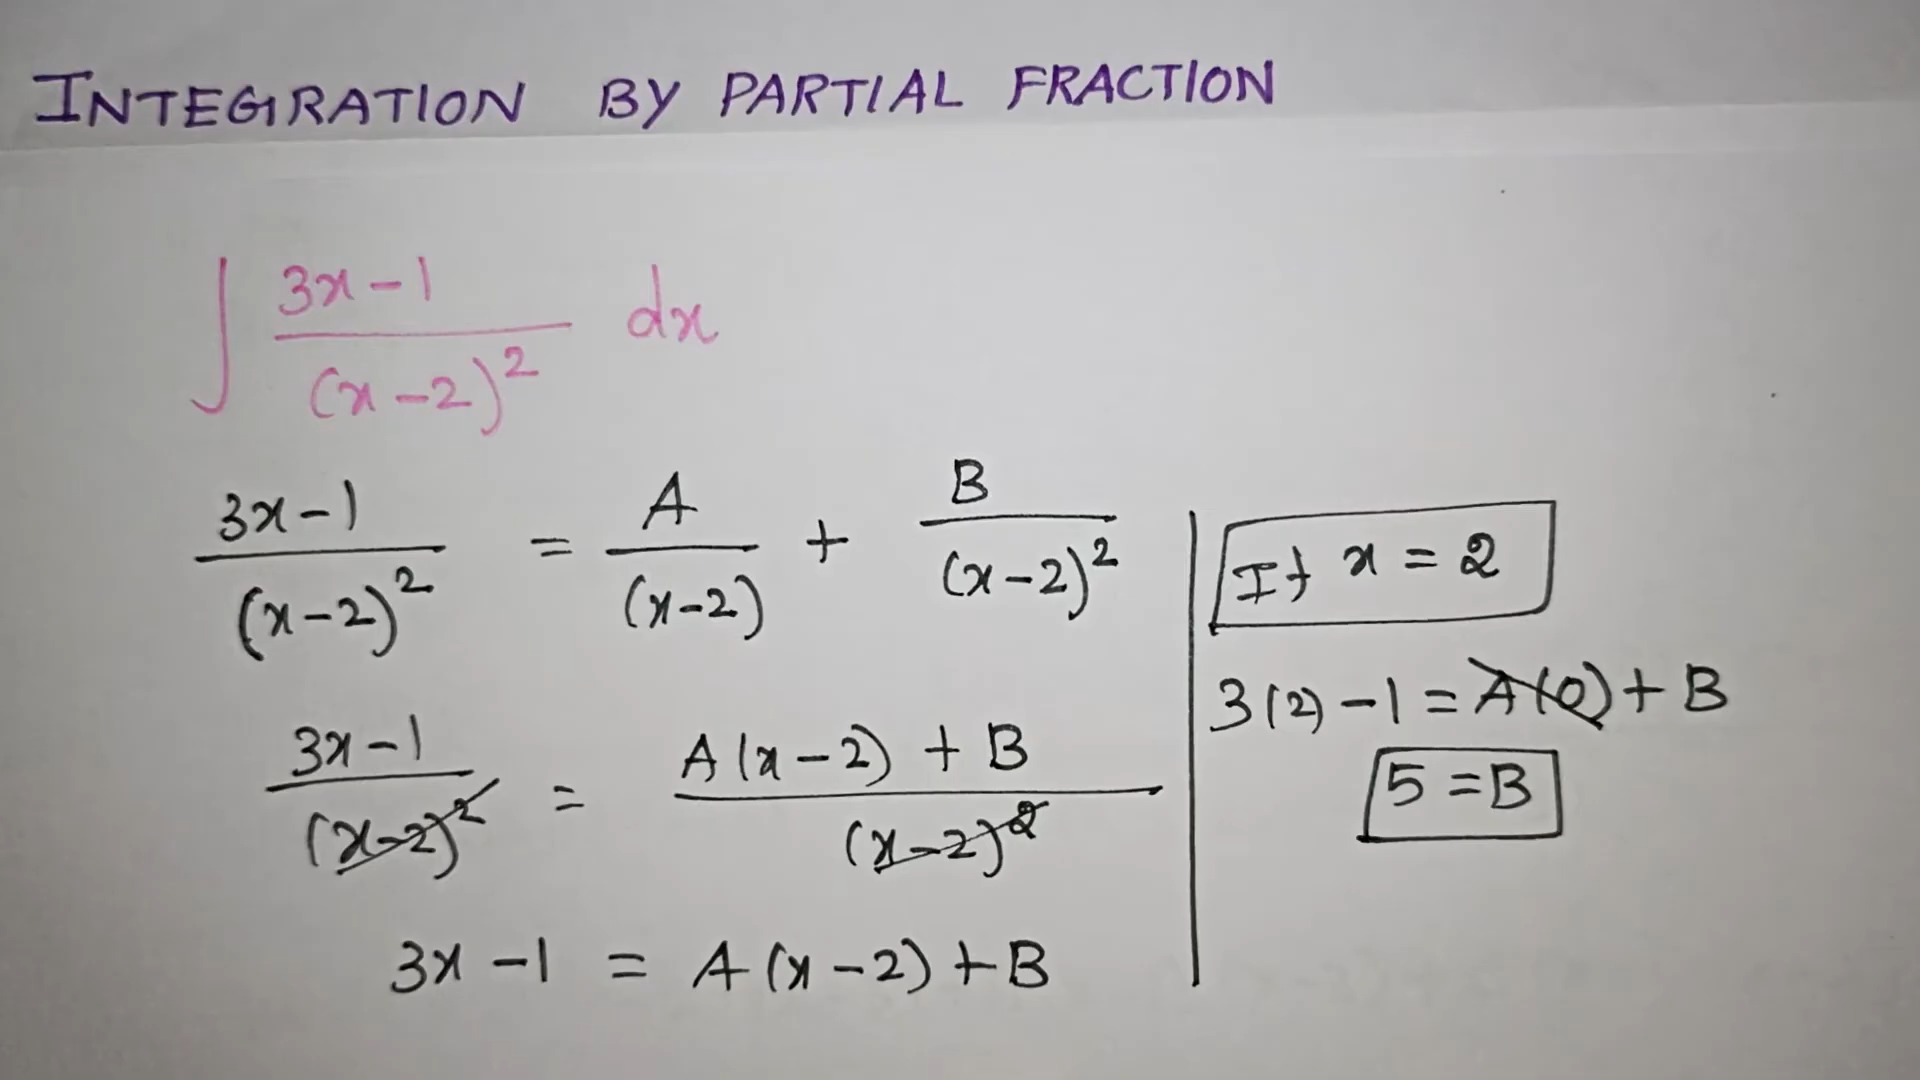 INTEGRATION BY PARTIAL FRACTION
∫ (3x-1)/(x-2)² dx
(3x-1)/(x-2)² = A/(x-2) + B/(x-2)²
(3x-1)/(x-2)² = (A(x-2) + B)/(x-2)²
3x-1 = A(x-2)+B
If x = 2
3(2)-1 = A(0)+B
5=B